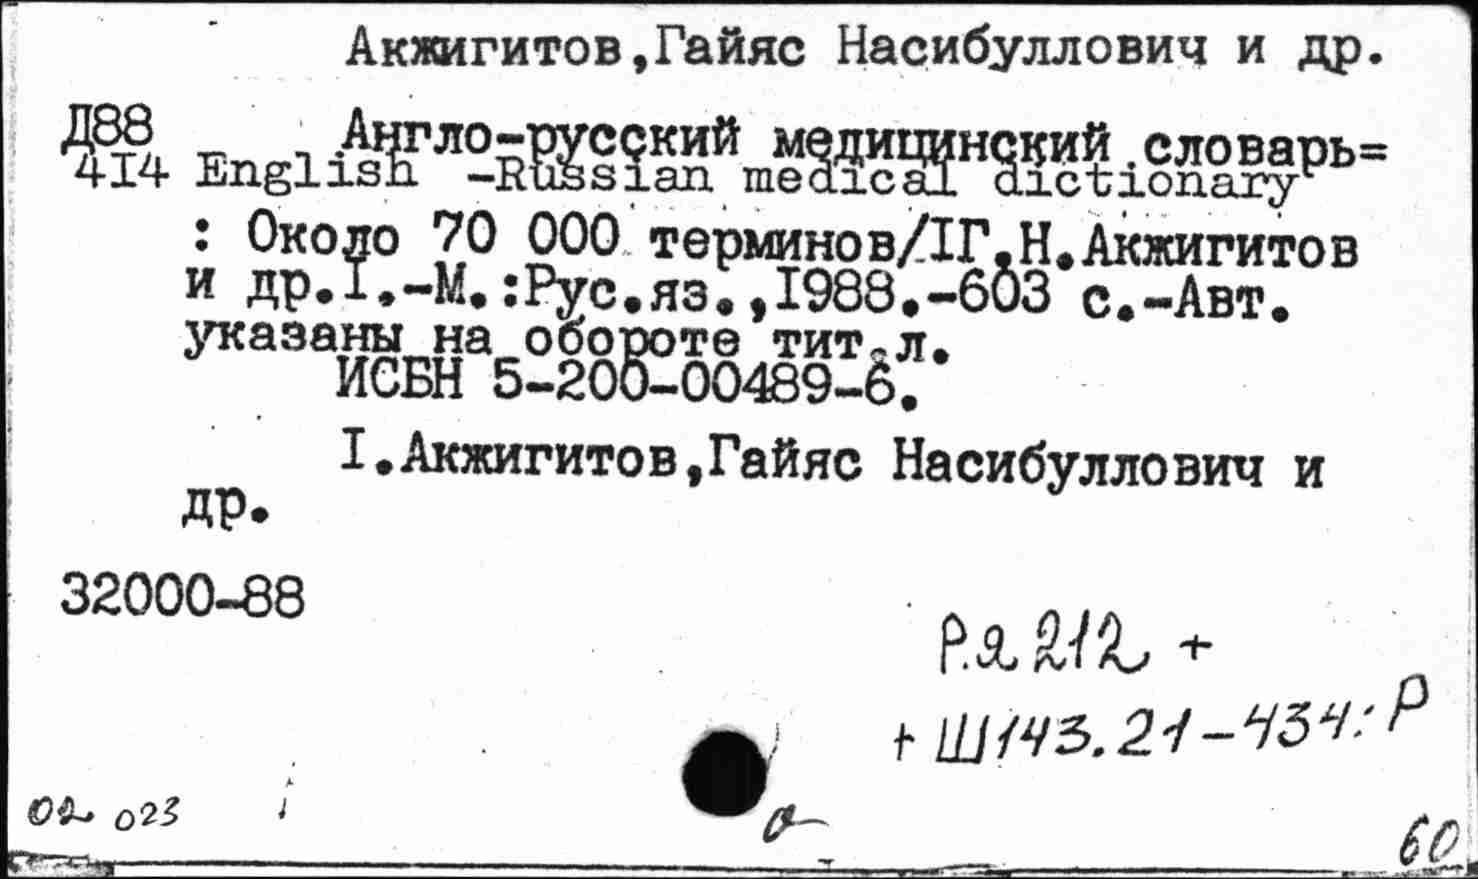 Акжигитов,Гайяс Насибуллович и др.
Д88 Англо-русский медицинский словарь=
414 English -Russian medical dictionary
: Около 70 000 терминов/IГ.Н.Акжигитов
и др.I.-М.:Рус.яз.,1988.-603 с.-Авт.
указаны на обороте тит.л.
ИСБН 5-200-00489-6.
I.Акжигитов,Гайяс Насибуллович и
др.
32000-88
Р.я 212 +
+ Ш143.21-434:Р
02 023
60